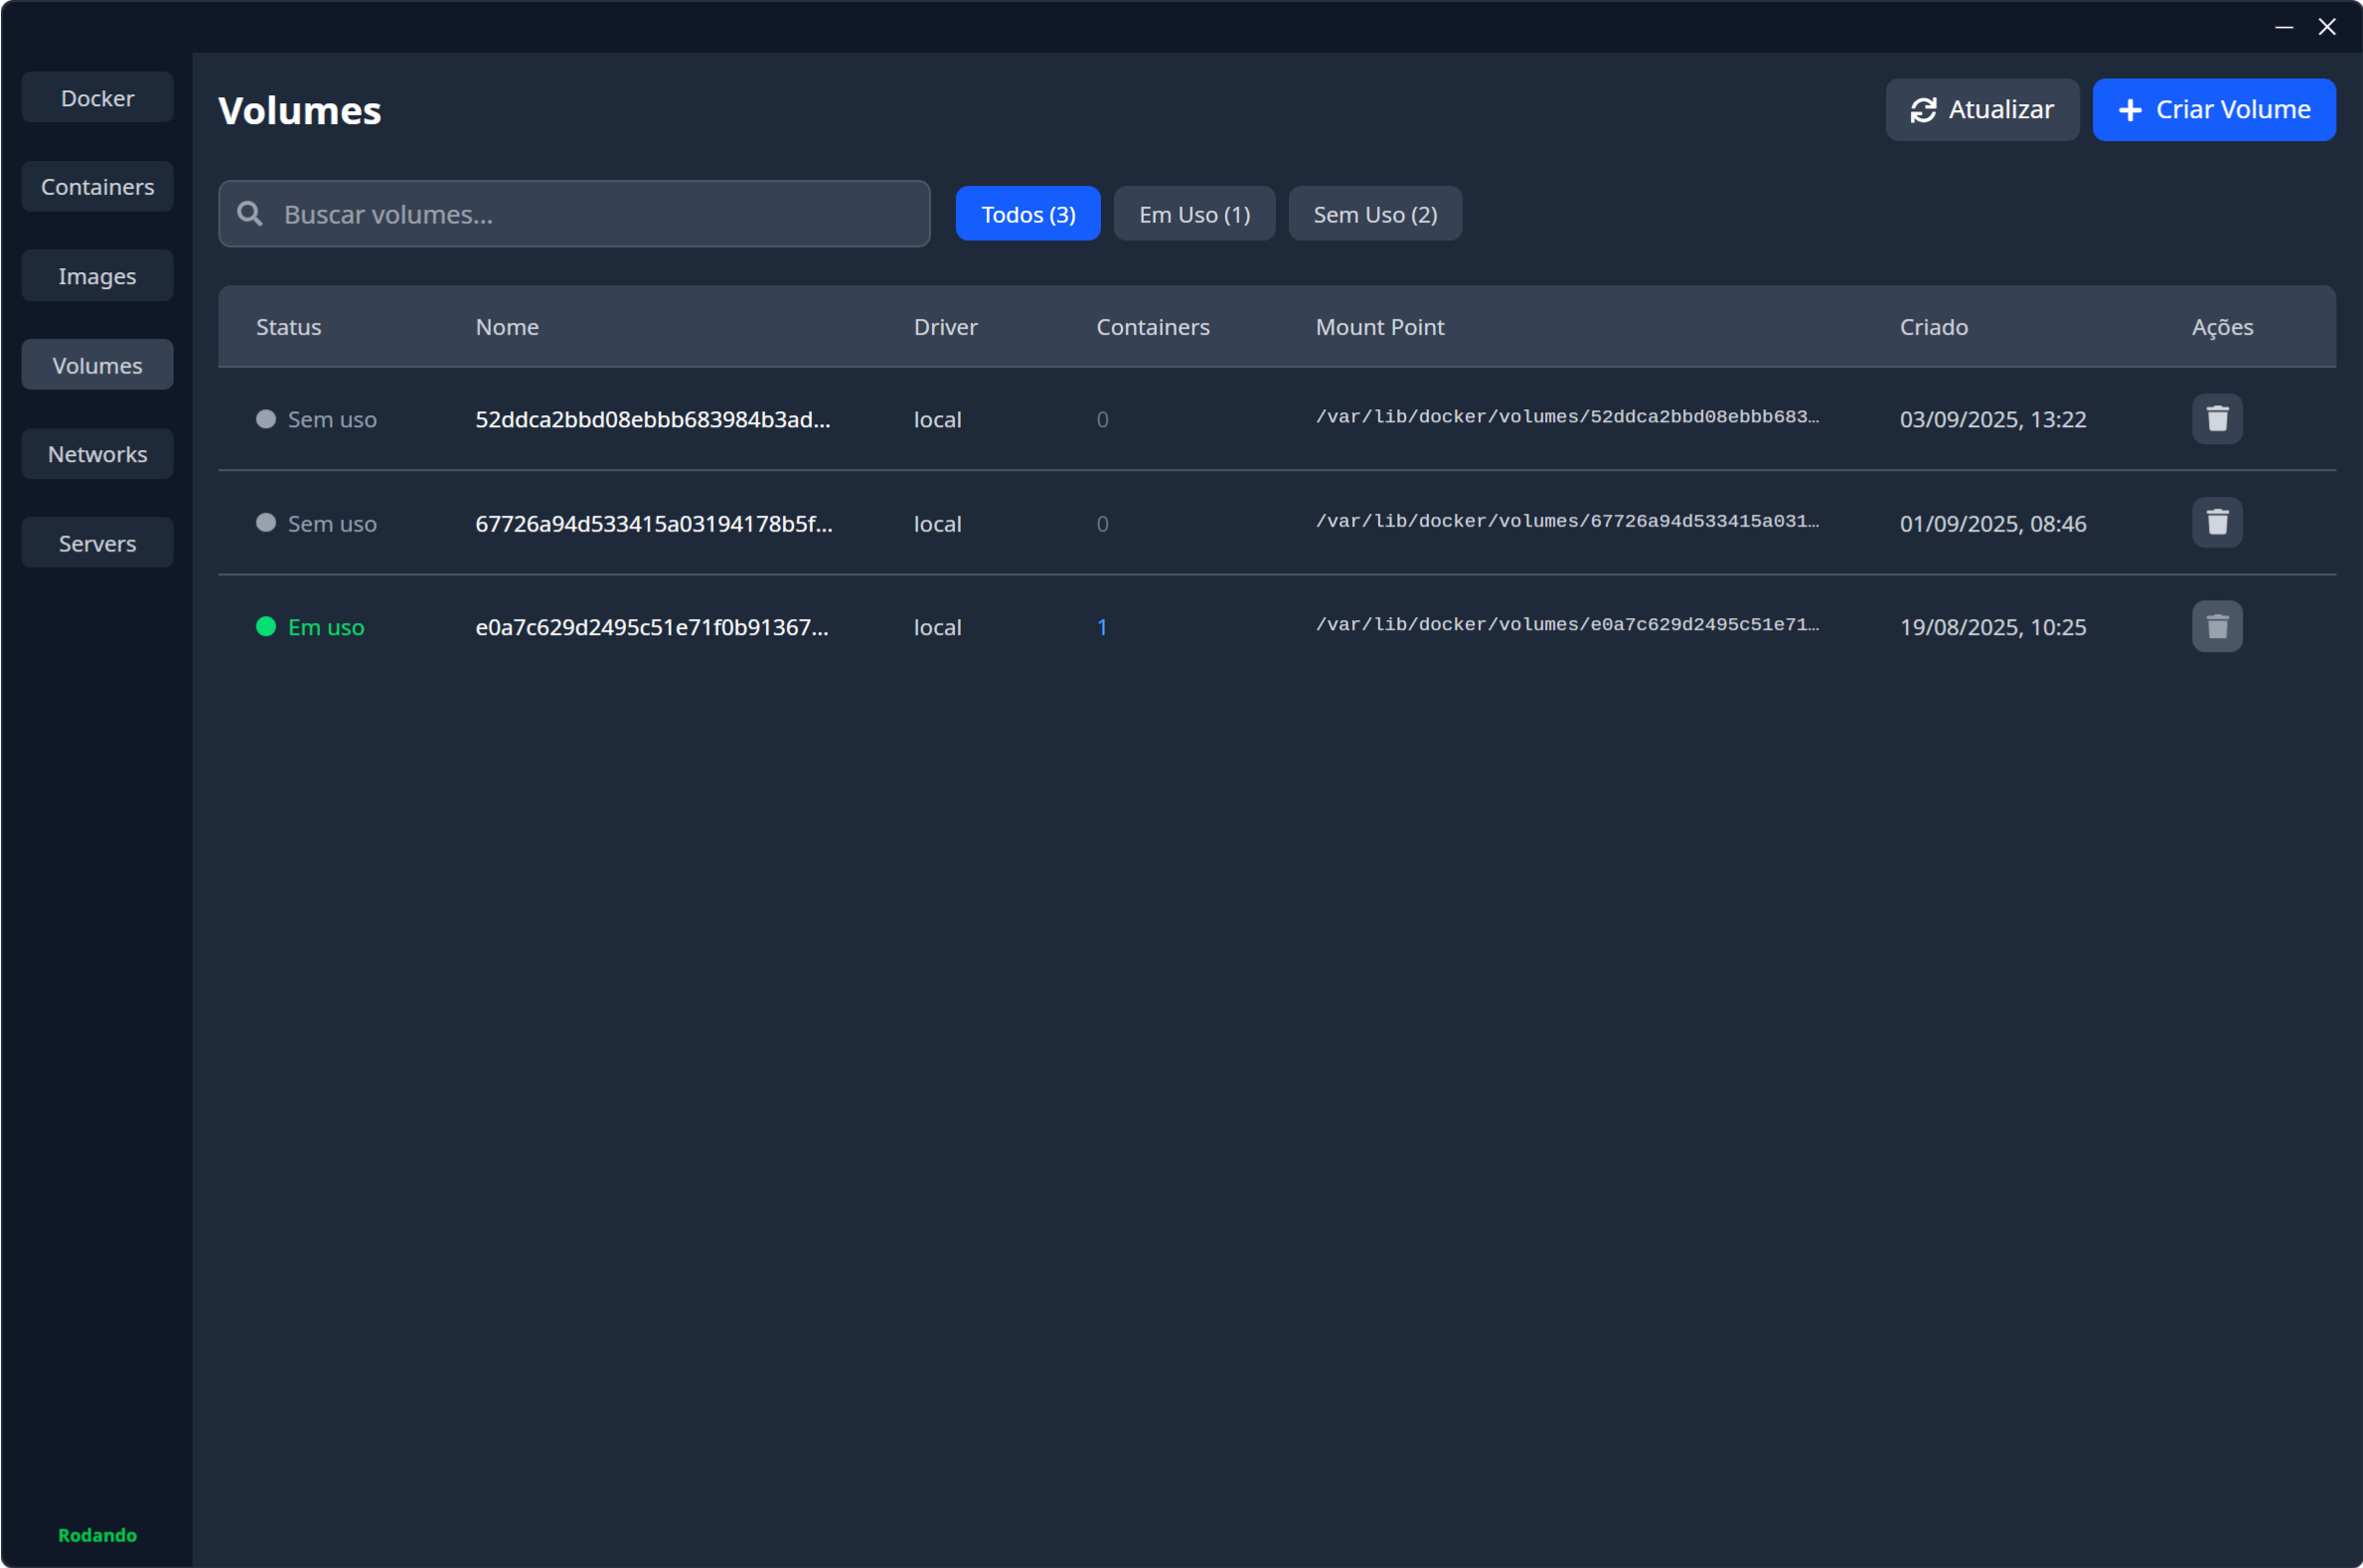 Docker
Containers
Images
Volumes
Networks
Servers
Rodando
Volumes
Atualizar
Criar Volume
Buscar volumes...
Todos (3)
Em Uso (1)
Sem Uso (2)
Status Nome Driver Containers Mount Point Criado Ações
Sem uso 52ddca2bbd08ebbb683984b3ad... local 0 /var/lib/docker/volumes/52ddca2bbd08ebbb683… 03/09/2025, 13:22
Sem uso 67726a94d533415a03194178b5f... local 0 /var/lib/docker/volumes/67726a94d533415a031… 01/09/2025, 08:46
Em uso e0a7c629d2495c51e71f0b91367... local 1 /var/lib/docker/volumes/e0a7c629d2495c51e71… 19/08/2025, 10:25